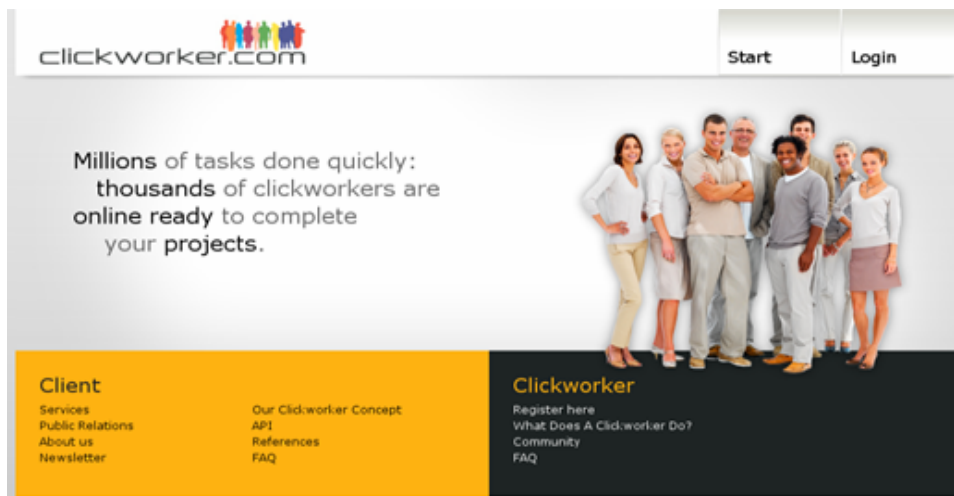 clickworker.com
Start
Login
Millions of tasks done quickly:
thousands of clickworkers are
online ready to complete
your projects.
Client
Services
Public Relations
About us
Newsletter
Our Clickworker Concept
API
References
FAQ
Clickworker
Register here
What Does A Clickworker Do?
Community
FAQ